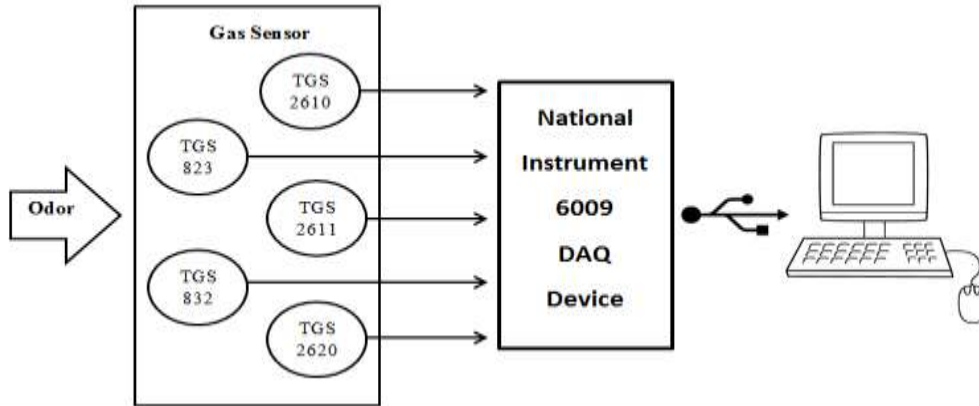 Gas Sensor
TGS
2610
TGS
823
TGS
2611
TGS
832
TGS
2620
Odor
National
Instrument
6009
DAQ
Device